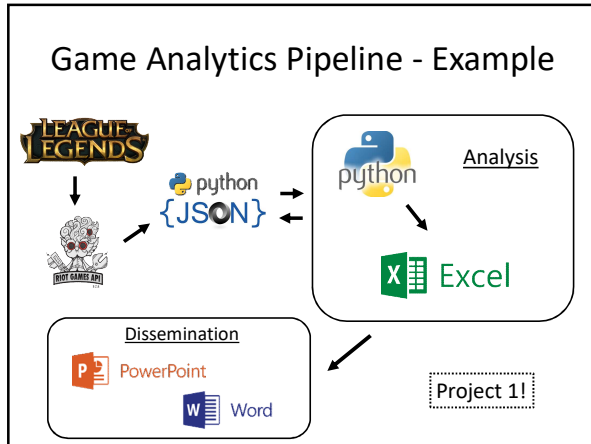 Game Analytics Pipeline - Example
LEAGUE OF
LEGENDS
RIOT GAMES API
python
{JSON}
python
Analysis
X
Excel
Dissemination
P
PowerPoint
W
Word
Project 1!